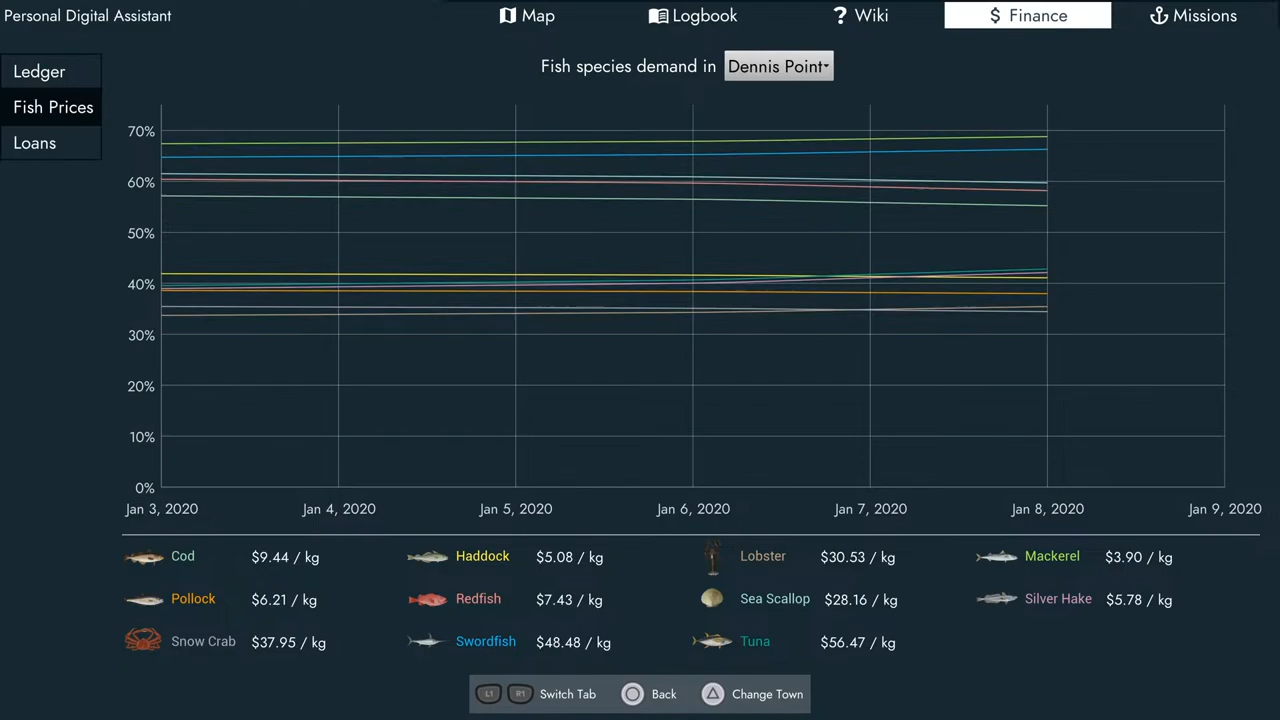 Personal Digital Assistant
Map
Logbook
? Wiki
$ Finance
Missions
Ledger
Fish Prices
Loans
Fish species demand in Dennis Point
70%
60%
50%
40%
30%
20%
10%
0%
Jan 3, 2020 Jan 4, 2020 Jan 5, 2020 Jan 6, 2020 Jan 7, 2020 Jan 8, 2020 Jan 9, 2020
Cod $9.44 / kg Haddock $5.08 / kg Lobster $30.53 / kg Mackerel $3.90 / kg
Pollock $6.21 / kg Redfish $7.43 / kg Sea Scallop $28.16 / kg Silver Hake $5.78 / kg
Snow Crab $37.95 / kg Swordfish $48.48 / kg Tuna $56.47 / kg
L1 R1 Switch Tab Back Change Town